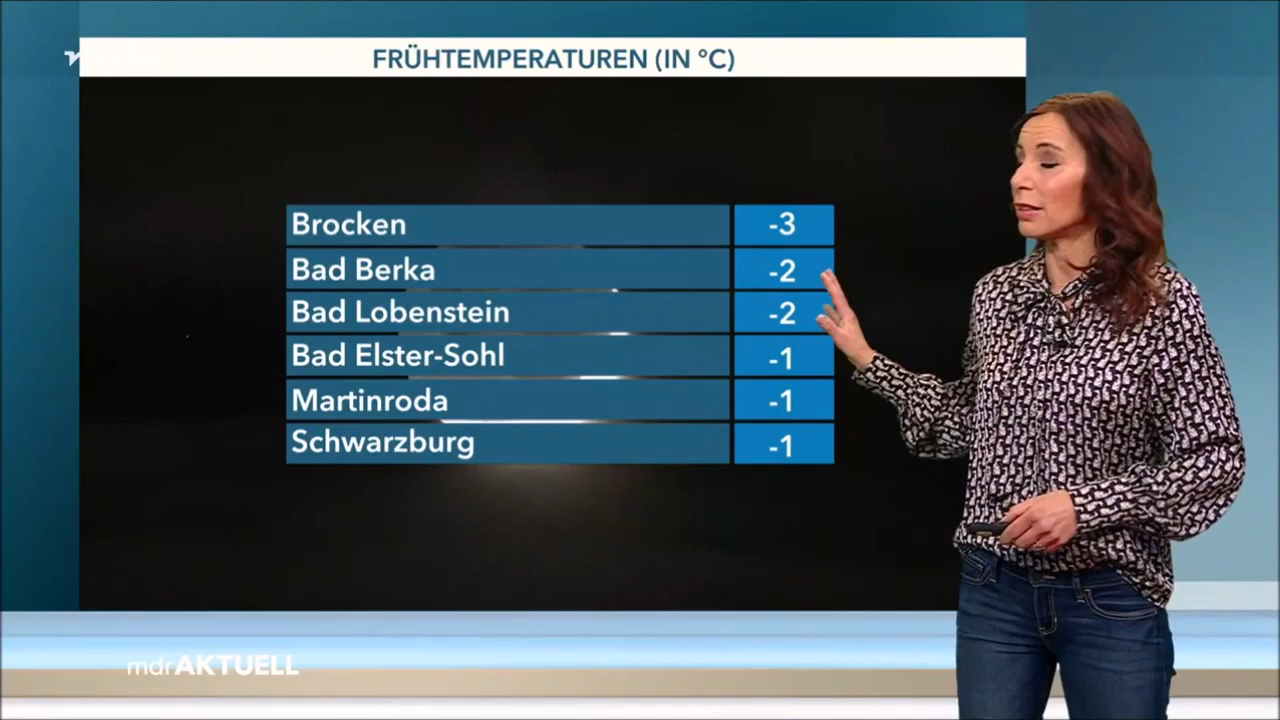 FRÜHTEMPERATUREN (IN °C)
Brocken -3
Bad Berka -2
Bad Lobenstein -2
Bad Elster-Sohl -1
Martinroda -1
Schwarzburg -1
mdrAKTUELL